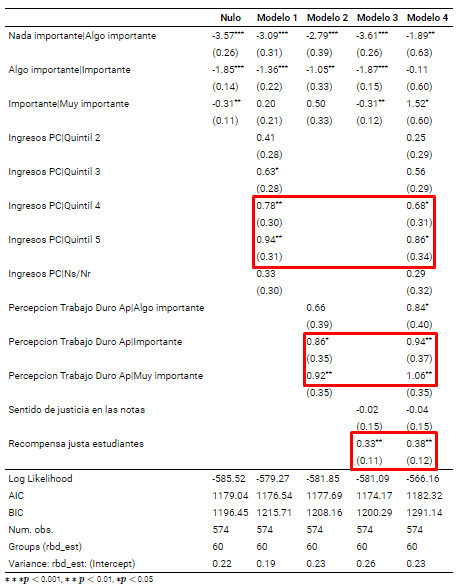 Nulo Modelo 1 Modelo 2 Modelo 3 Modelo 4
Nada importante|Algo importante -3.57*** -3.09*** -2.79*** -3.61*** -1.89**
(0.26) (0.31) (0.39) (0.26) (0.63)
Algo importante|Importante -1.85*** -1.36*** -1.05** -1.87*** -0.11
(0.14) (0.22) (0.33) (0.15) (0.60)
Importante|Muy importante -0.31** 0.20 0.50 -0.31** 1.52*
(0.11) (0.21) (0.33) (0.12) (0.60)
Ingresos PC|Quintil 2 0.41 0.25
(0.28) (0.29)
Ingresos PC|Quintil 3 0.63* 0.56
(0.28) (0.29)
Ingresos PC|Quintil 4 0.78** 0.68*
(0.30) (0.31)
Ingresos PC|Quintil 5 0.94** 0.86*
(0.31) (0.34)
Ingresos PC|Ns/Nr 0.33 0.29
(0.30) (0.32)
Percepcion Trabajo Duro Ap|Algo importante 0.66 0.84*
(0.39) (0.40)
Percepcion Trabajo Duro Ap|Importante 0.86* 0.94**
(0.35) (0.37)
Percepcion Trabajo Duro Ap|Muy importante 0.92** 1.06**
(0.35) (0.35)
Sentido de justicia en las notas -0.02 -0.04
(0.15) (0.15)
Recompensa justa estudiantes 0.33** 0.38**
(0.11) (0.12)
Log Likelihood -585.52 -579.27 -581.85 -581.09 -566.16
AIC 1179.04 1176.54 1177.69 1174.17 1182.32
BIC 1196.45 1215.71 1208.16 1200.29 1291.14
Num. obs. 574 574 574 574 574
Groups (rbd_est) 60 60 60 60 60
Variance: rbd_est: (Intercept) 0.22 0.19 0.23 0.26 0.23
***p < 0.001, **p < 0.01, *p < 0.05